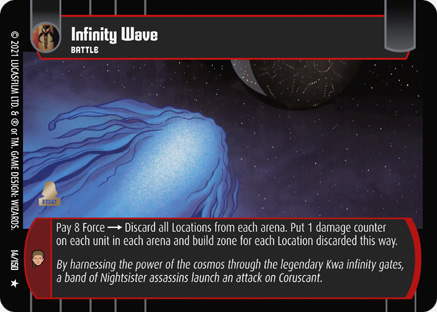 Infinity Wave
BATTLE
Pay 8 Force → Discard all Locations from each arena. Put 1 damage counter
on each unit in each arena and build zone for each Location discarded this way.
By harnessing the power of the cosmos through the legendary Kwa infinity gates,
a band of Nightsister assassins launch an attack on Coruscant.
© 2021 LUCASFILM LTD. & ® or TM. GAME DESIGN: WIZARDS.
14/150 ★